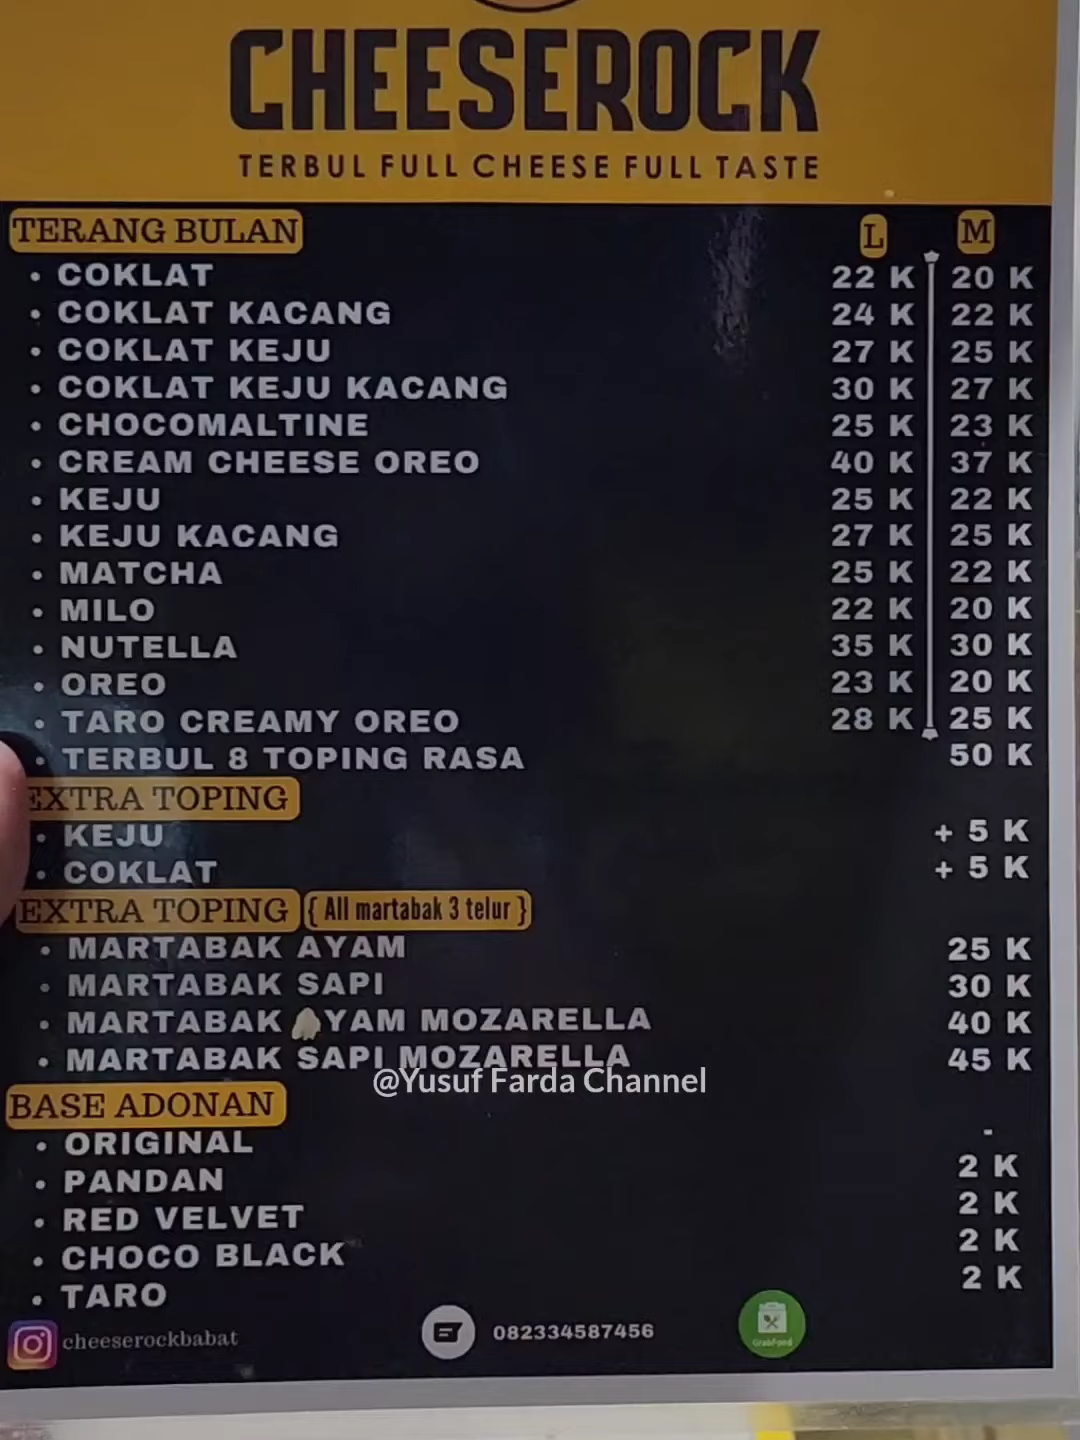 CHEESEROCK
TERBUL FULL CHEESE FULL TASTE
TERANG BULAN L M
• COKLAT 22 K 20 K
• COKLAT KACANG 24 K 22 K
• COKLAT KEJU 27 K 25 K
• COKLAT KEJU KACANG 30 K 27 K
• CHOCOMALTINE 25 K 23 K
• CREAM CHEESE OREO 40 K 37 K
• KEJU 25 K 22 K
• KEJU KACANG 27 K 25 K
• MATCHA 25 K 22 K
• MILO 22 K 20 K
• NUTELLA 35 K 30 K
• OREO 23 K 20 K
• TARO CREAMY OREO 28 K 25 K
• TERBUL 8 TOPING RASA 50 K
EXTRA TOPING
• KEJU + 5 K
• COKLAT + 5 K
EXTRA TOPING { All martabak 3 telur }
• MARTABAK AYAM 25 K
• MARTABAK SAPI 30 K
• MARTABAK AYAM MOZARELLA 40 K
• MARTABAK SAPI MOZARELLA 45 K
@Yusuf Farda Channel
BASE ADONAN
• ORIGINAL -
• PANDAN 2 K
• RED VELVET 2 K
• CHOCO BLACK 2 K
• TARO 2 K
cheeserockbabat 082334587456 GrabFood